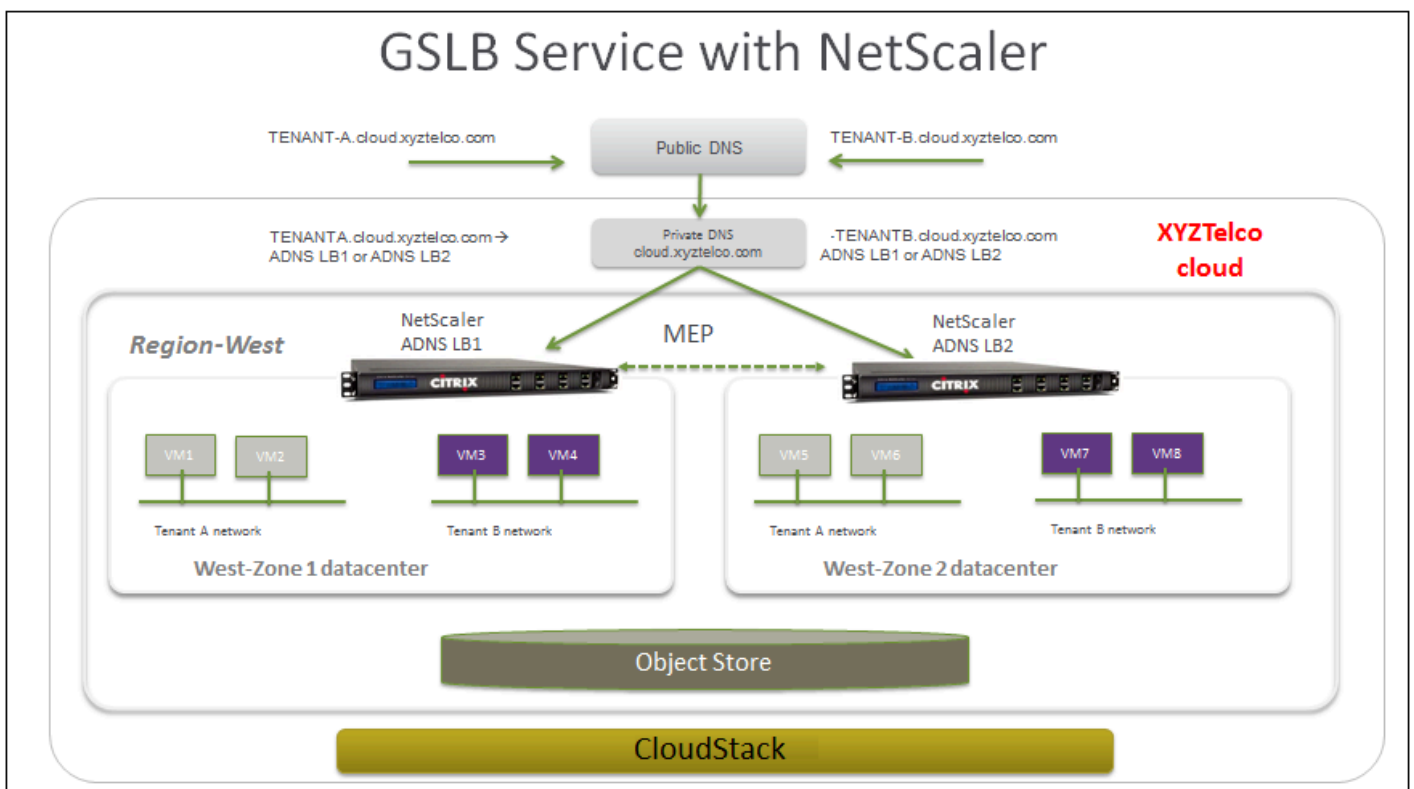 GSLB Service with NetScaler
TENANT-A.cloud.xyztelco.com
Public DNS
TENANT-B.cloud.xyztelco.com
TENANTA.cloud.xyztelco.com→
ADNS LB1 or ADNS LB2
Private DNS
cloud.xyztelco.com
-TENANTB.cloud.xyztelco.com
ADNS LB1 or ADNS LB2
XYZTelco
cloud
Region-West
NetScaler
ADNS LB1
MEP
NetScaler
ADNS LB2
CITRIX
CITRIX
VM1
VM2
VM3
VM4
VM5
VM6
VM7
VM8
Tenant A network
Tenant B network
Tenant A network
Tenant B network
West-Zone 1 datacenter
West-Zone 2 datacenter
Object Store
CloudStack